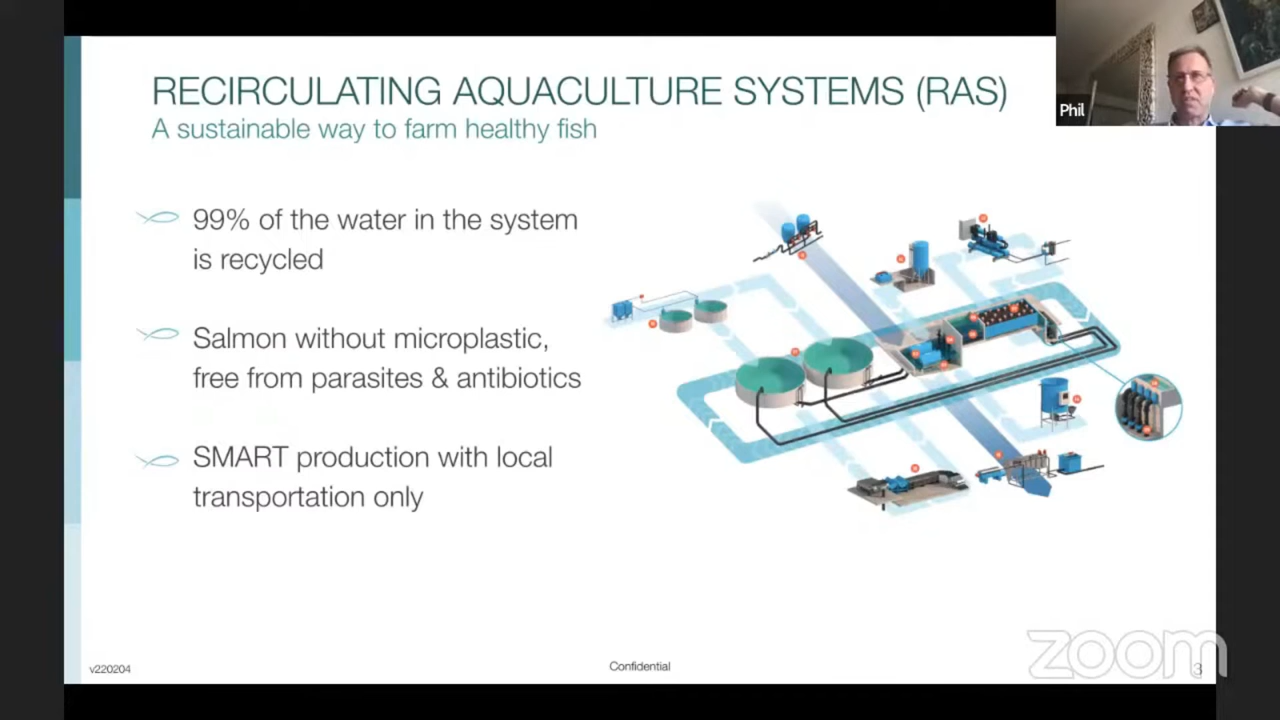 RECIRCULATING AQUACULTURE SYSTEMS (RAS)
A sustainable way to farm healthy fish
Phil
99% of the water in the system
is recycled
Salmon without microplastic,
free from parasites & antibiotics
SMART production with local
transportation only
v220204
Confidential
zoom
3